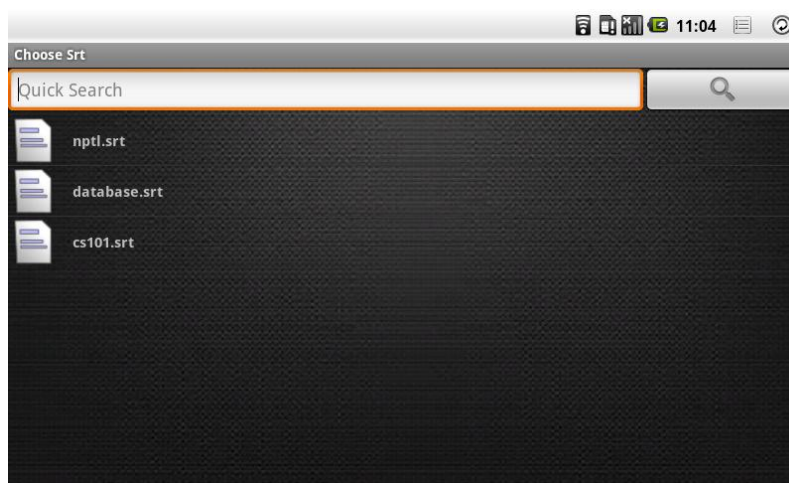 11:04
Choose Srt
Quick Search
nptl.srt
database.srt
cs101.srt